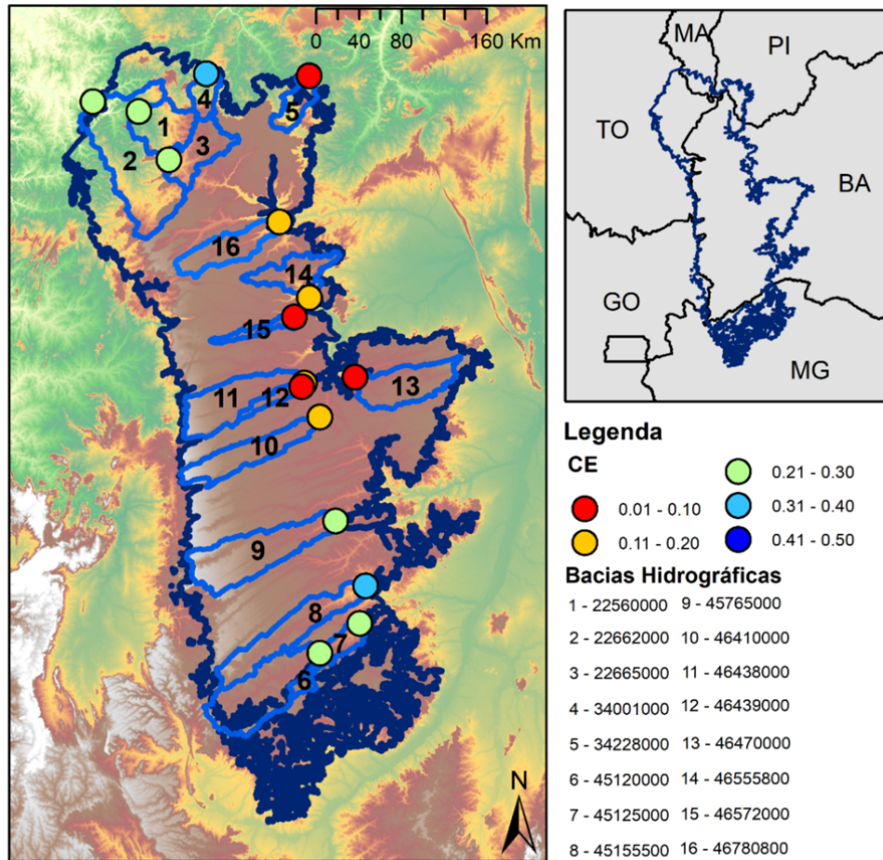 0 40 80 160 Km
4
1
5
2
3
16
14
15
11
12
13
10
9
8
7
6
N
MA
PI
TO
BA
GO
MG
Legenda
CE
0.01 - 0.10
0.11 - 0.20
0.21 - 0.30
0.31 - 0.40
0.41 - 0.50
Bacias Hidrográficas
1 - 22560000 9 - 45765000
2 - 22662000 10 - 46410000
3 - 22665000 11 - 46438000
4 - 34001000 12 - 46439000
5 - 34228000 13 - 46470000
6 - 45120000 14 - 46555800
7 - 45125000 15 - 46572000
8 - 45155500 16 - 46780800